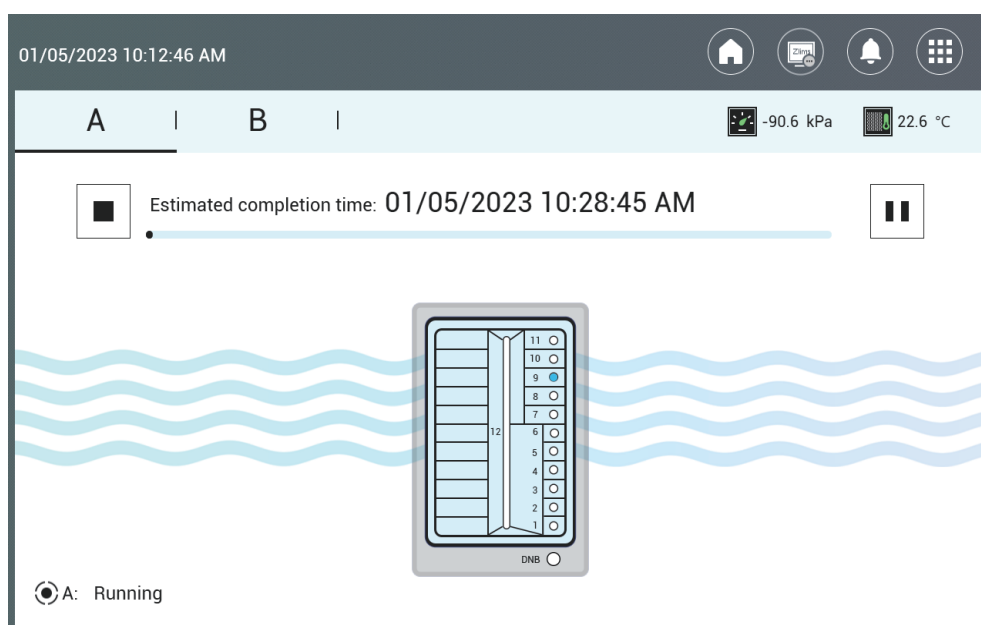 01/05/2023 10:12:46 AM
Zlims
A | B |
-90.6 kPa
22.6 °C
Estimated completion time: 01/05/2023 10:28:45 AM
11
10
9
8
7
12
6
5
4
3
2
1
DNB
A: Running